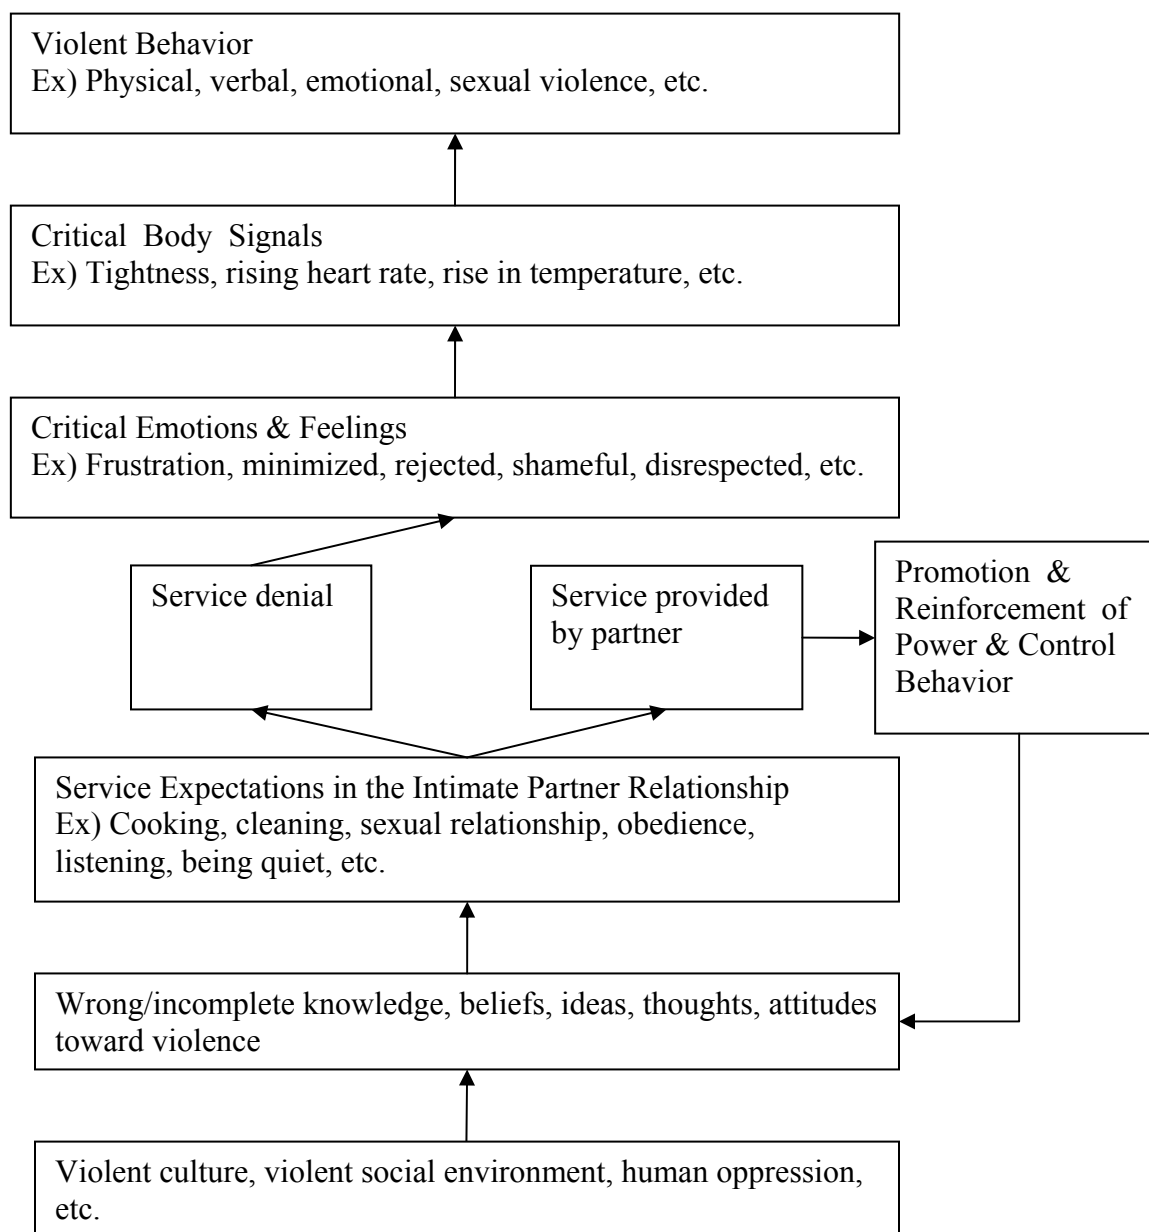 Violent Behavior
Ex) Physical, verbal, emotional, sexual violence, etc.
Critical Body Signals
Ex) Tightness, rising heart rate, rise in temperature, etc.
Critical Emotions & Feelings
Ex) Frustration, minimized, rejected, shameful, disrespected, etc.
Service denial
Service provided
by partner
Promotion &
Reinforcement of
Power & Control
Behavior
Service Expectations in the Intimate Partner Relationship
Ex) Cooking, cleaning, sexual relationship, obedience,
listening, being quiet, etc.
Wrong/incomplete knowledge, beliefs, ideas, thoughts, attitudes
toward violence
Violent culture, violent social environment, human oppression,
etc.